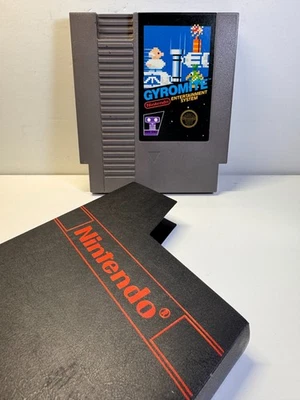 GYROMITE
Nintendo
ENTERTAINMENT
SYSTEM
Nintendo®